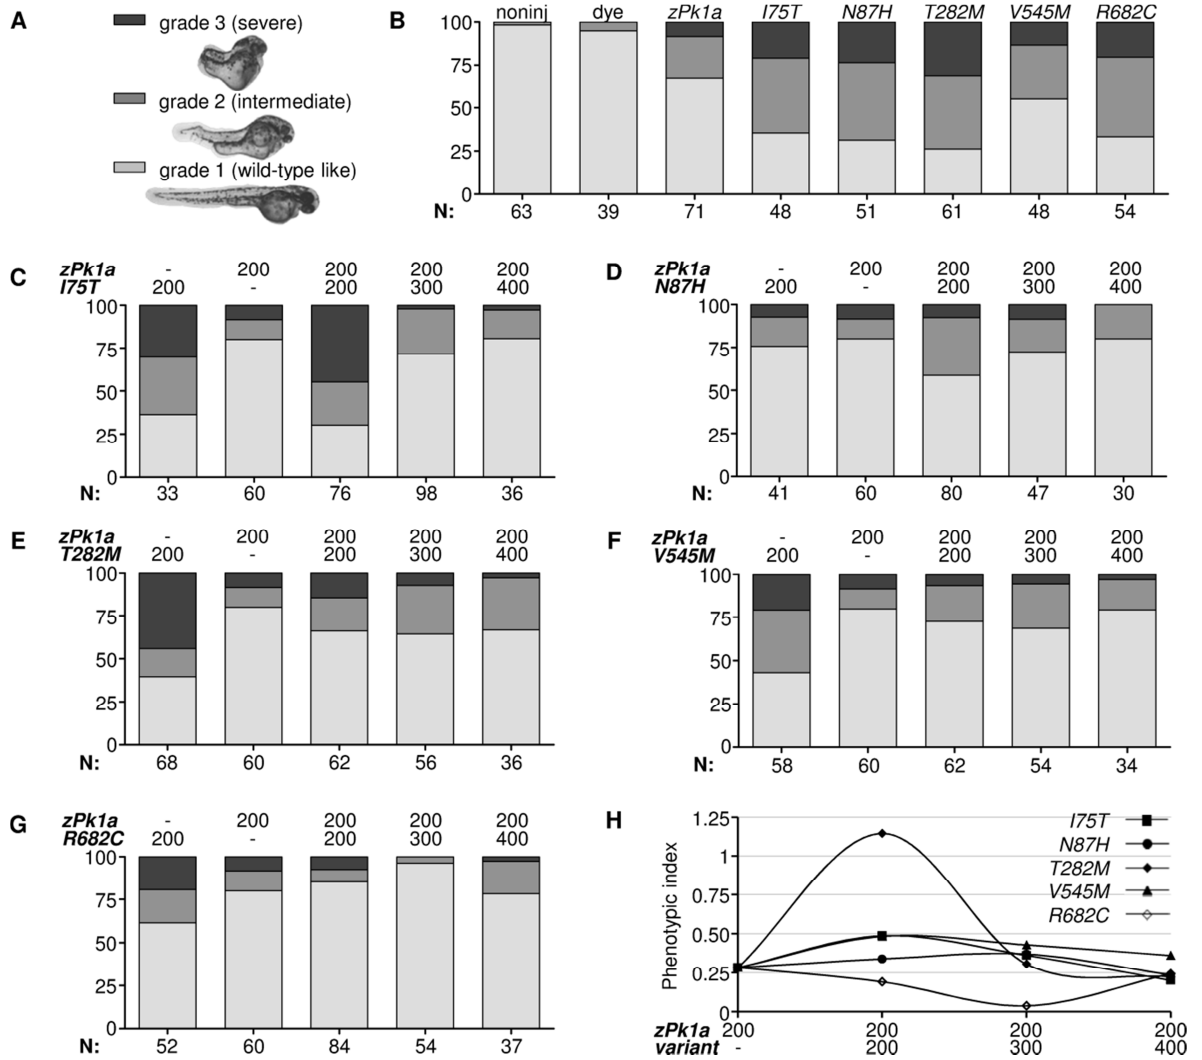 A
grade 3 (severe)
grade 2 (intermediate)
grade 1 (wild-type like)
B
noninj dye zPk1a I75T N87H T282M V545M R682C
100
75
50
25
0
N: 63 39 71 48 51 61 48 54
C
zPk1a - 200 200 200 200
I75T 200 - 200 300 400
100
75
50
25
0
N: 33 60 76 98 36
D
zPk1a - 200 200 200 200
N87H 200 - 200 300 400
100
75
50
25
0
N: 41 60 80 47 30
E
zPk1a - 200 200 200 200
T282M 200 - 200 300 400
100
75
50
25
0
N: 68 60 62 56 36
F
zPk1a - 200 200 200 200
V545M 200 - 200 300 400
100
75
50
25
0
N: 58 60 62 54 34
G
zPk1a - 200 200 200 200
R682C 200 - 200 300 400
100
75
50
25
0
N: 52 60 84 54 37
H
Phenotypic index
1.25
1
0.75
0.50
0.25
0
I75T
N87H
T282M
V545M
R682C
zPk1a 200 200 200 200
variant - 200 300 400